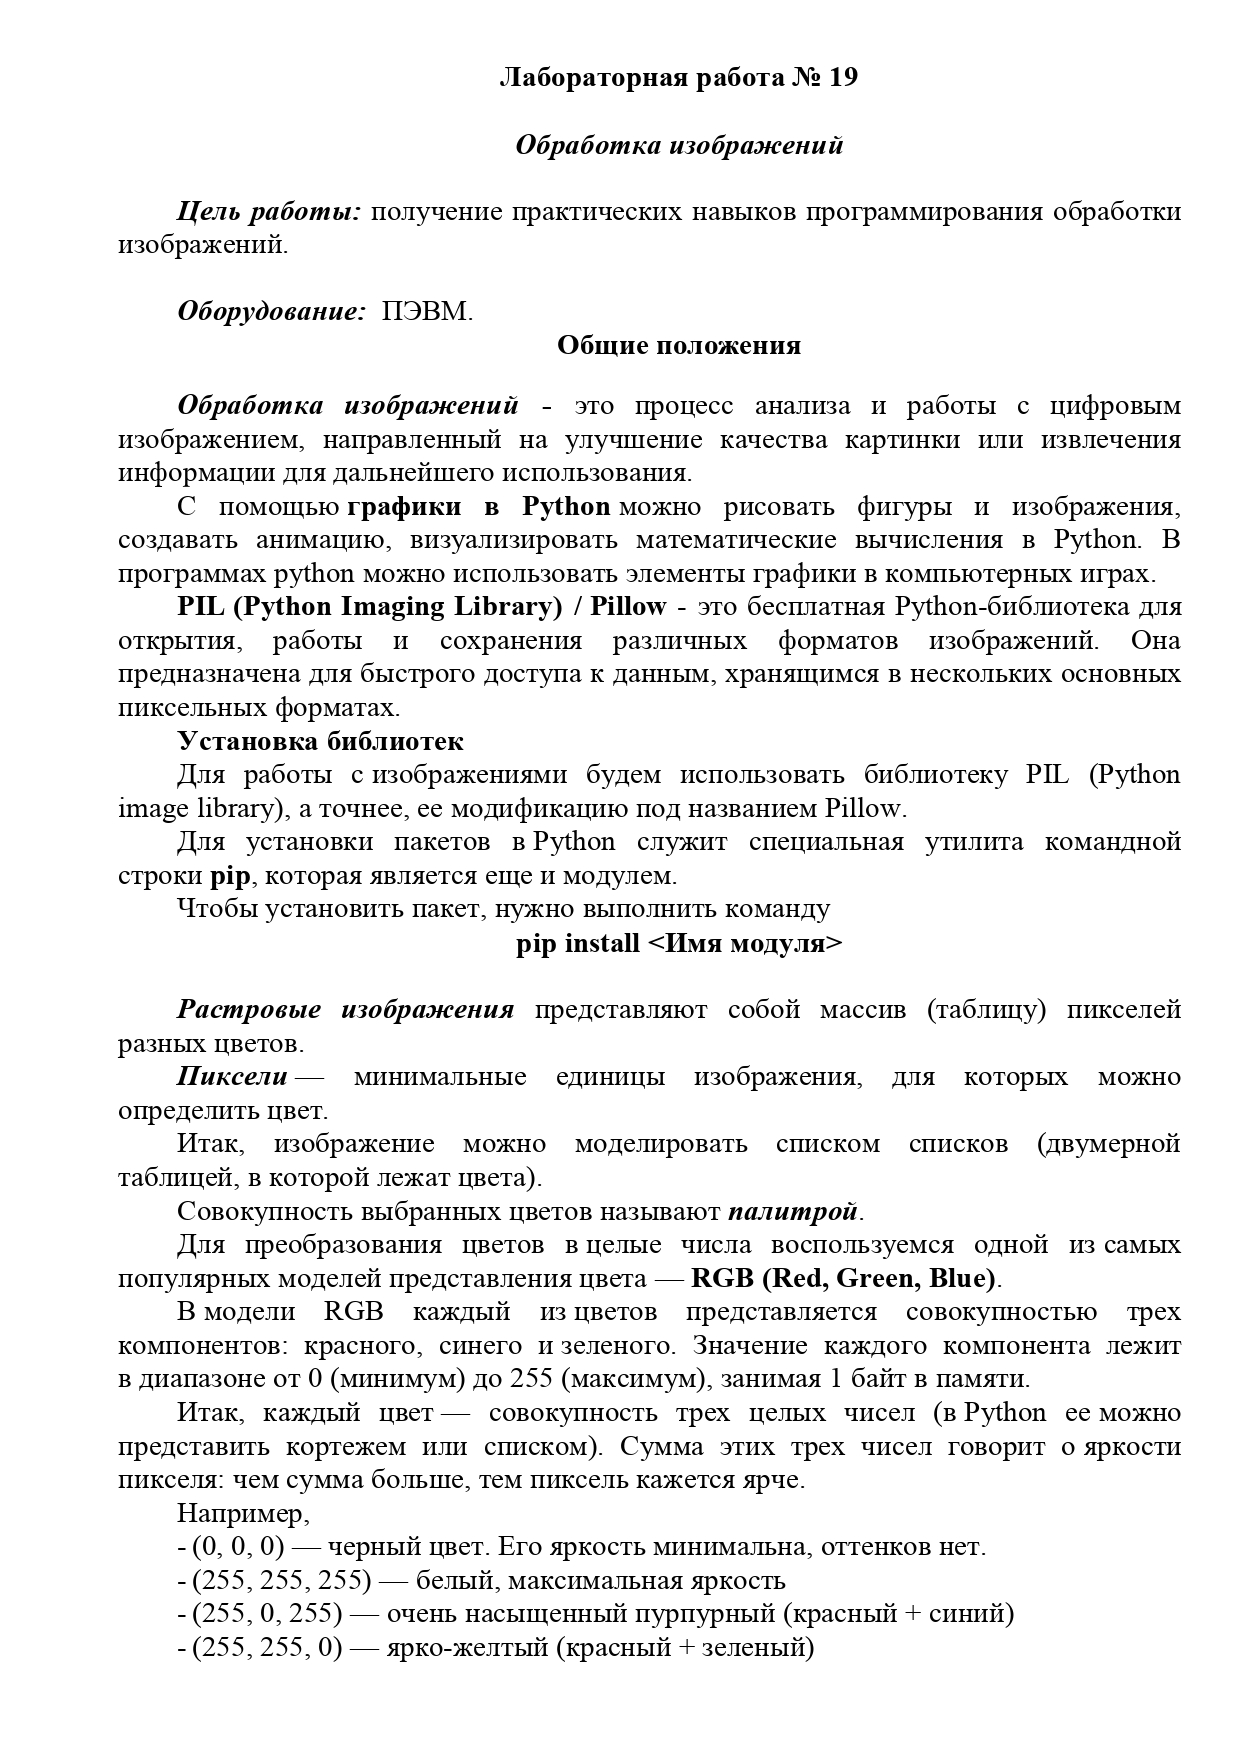 Лабораторная работа № 19
Обработка изображений
Цель работы: получение практических навыков программирования обработки
изображений.
Оборудование: ПЭВМ.
Общие положения
Обработка изображений - это процесс анализа и работы с цифровым
изображением, направленный на улучшение качества картинки или извлечения
информации для дальнейшего использования.
С помощью графики в Python можно рисовать фигуры и изображения,
создавать анимацию, визуализировать математические вычисления в Python. В
программах python можно использовать элементы графики в компьютерных играх.
PIL (Python Imaging Library) / Pillow - это бесплатная Python-библиотека для
открытия, работы и сохранения различных форматов изображений. Она
предназначена для быстрого доступа к данным, хранящимся в нескольких основных
пиксельных форматах.
Установка библиотек
Для работы с изображениями будем использовать библиотеку PIL (Python
image library), а точнее, ее модификацию под названием Pillow.
Для установки пакетов в Python служит специальная утилита командной
строки pip, которая является еще и модулем.
Чтобы установить пакет, нужно выполнить команду
pip install <Имя модуля>
Растровые изображения представляют собой массив (таблицу) пикселей
разных цветов.
Пиксели — минимальные единицы изображения, для которых можно
определить цвет.
Итак, изображение можно моделировать списком списков (двумерной
таблицей, в которой лежат цвета).
Совокупность выбранных цветов называют палитрой.
Для преобразования цветов в целые числа воспользуемся одной из самых
популярных моделей представления цвета — RGB (Red, Green, Blue).
В модели RGB каждый из цветов представляется совокупностью трех
компонентов: красного, синего и зеленого. Значение каждого компонента лежит
в диапазоне от 0 (минимум) до 255 (максимум), занимая 1 байт в памяти.
Итак, каждый цвет — совокупность трех целых чисел (в Python ее можно
представить кортежем или списком). Сумма этих трех чисел говорит о яркости
пикселя: чем сумма больше, тем пиксель кажется ярче.
Например,
- (0, 0, 0) — черный цвет. Его яркость минимальна, оттенков нет.
- (255, 255, 255) — белый, максимальная яркость
- (255, 0, 255) — очень насыщенный пурпурный (красный + синий)
- (255, 255, 0) — ярко-желтый (красный + зеленый)